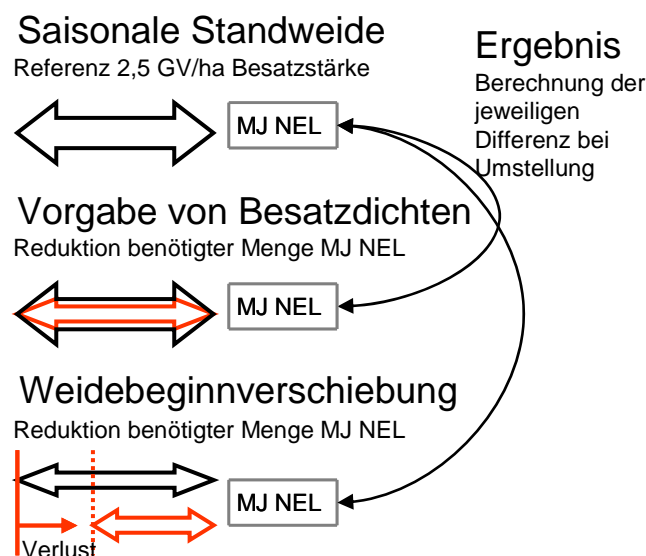 Saisonale Standweide
Referenz 2,5 GV/ha Besatzstärke
MJ NEL
Ergebnis
Berechnung der
jeweiligen
Differenz bei
Umstellung
Vorgabe von Besatzdichten
Reduktion benötigter Menge MJ NEL
MJ NEL
Weidebeginnverschiebung
Reduktion benötigter Menge MJ NEL
MJ NEL
Verlust